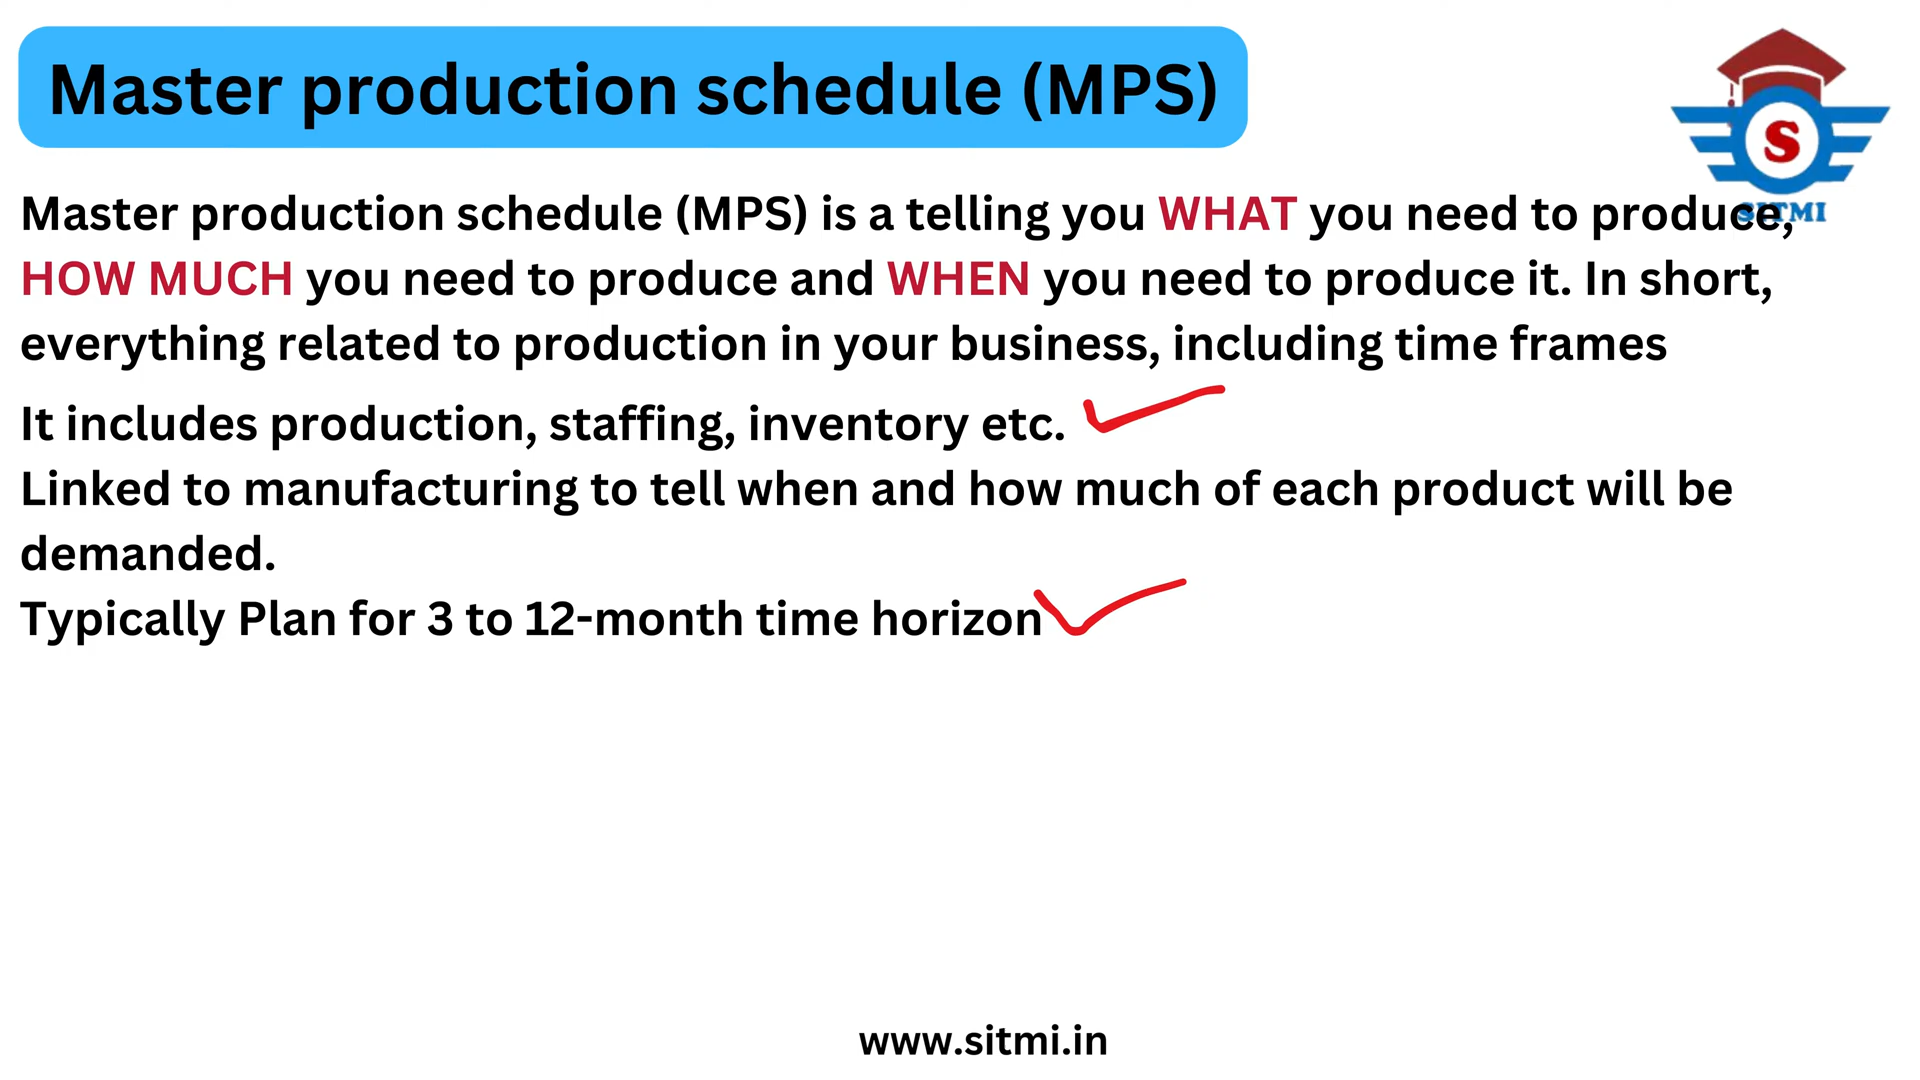 Master production schedule (MPS)
S
SITMI
Master production schedule (MPS) is a telling you WHAT you need to produce,
HOW MUCH you need to produce and WHEN you need to produce it. In short,
everything related to production in your business, including time frames
It includes production, staffing, inventory etc.
Linked to manufacturing to tell when and how much of each product will be
demanded.
Typically Plan for 3 to 12-month time horizon
www.sitmi.in